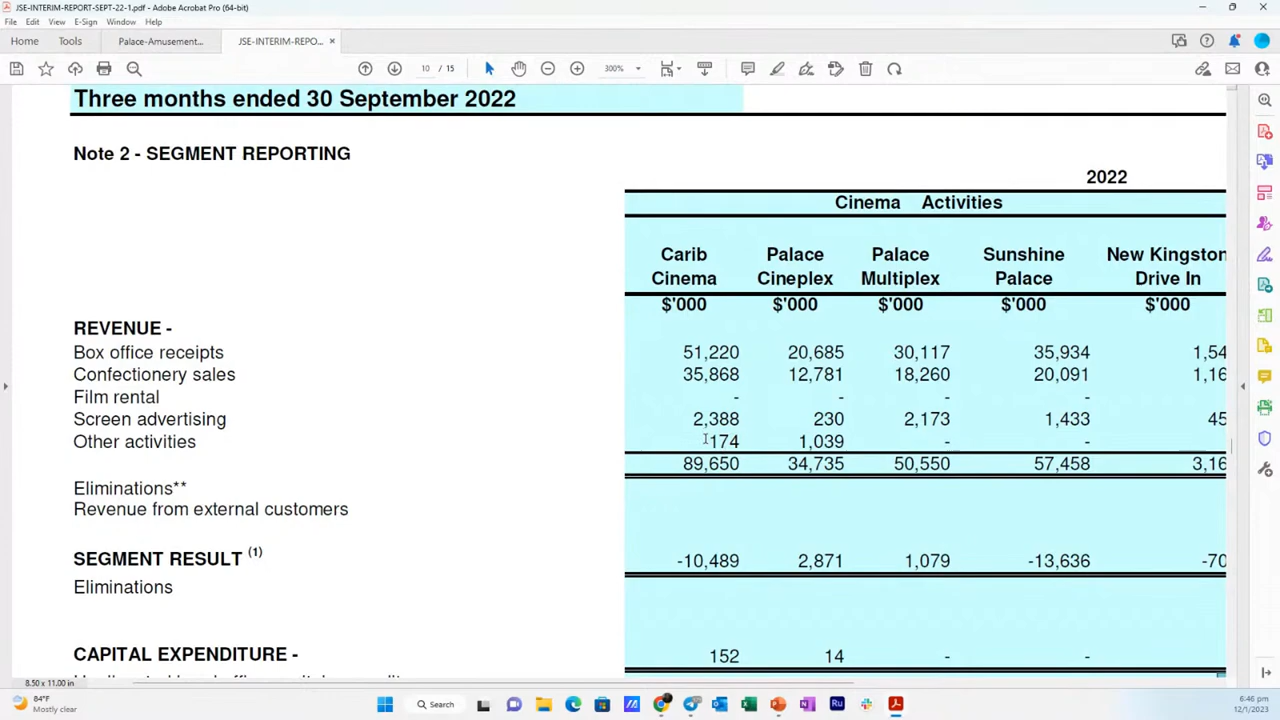 JSE-INTERIM-REPORT-SEPT-22-1.pdf - Adobe Acrobat Pro (64-bit)
File Edit View E-Sign Window Help
Home Tools Palace-Amusement... JSE-INTERIM-REPO... ×
10 / 15 300%
Three months ended 30 September 2022
Note 2 - SEGMENT REPORTING
2022
Cinema Activities
Carib Palace Palace Sunshine New Kingston
Cinema Cineplex Multiplex Palace Drive In
$'000 $'000 $'000 $'000 $'000
REVENUE -
Box office receipts 51,220 20,685 30,117 35,934 1,54
Confectionery sales 35,868 12,781 18,260 20,091 1,16
Film rental - - - -
Screen advertising 2,388 230 2,173 1,433 45
Other activities 174 1,039 - -
89,650 34,735 50,550 57,458 3,16
Eliminations**
Revenue from external customers
SEGMENT RESULT (1) -10,489 2,871 1,079 -13,636 -70
Eliminations
CAPITAL EXPENDITURE - 152 14 - -
8.50 x 11.00 in
84°F
Mostly clear
Search
Ru
6:46 pm
12/1/2023